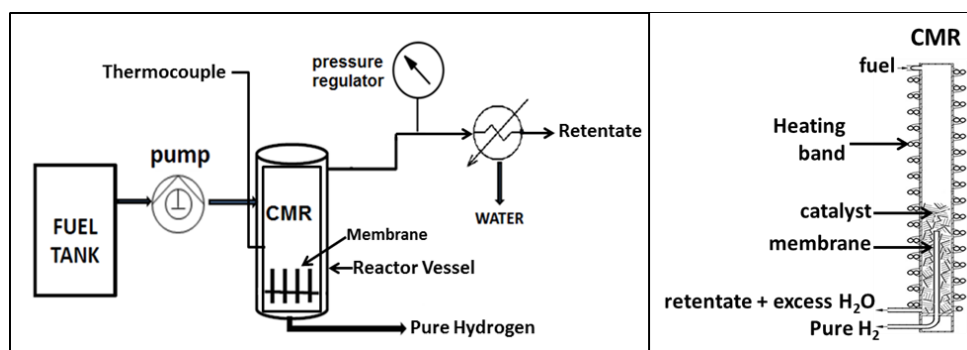 Thermocouple
pressure
regulator
Retentate
pump
FUEL
TANK
CMR
WATER
Membrane
Reactor Vessel
Pure Hydrogen
CMR
fuel
Heating
band
catalyst
membrane
retentate + excess H₂O
Pure H₂